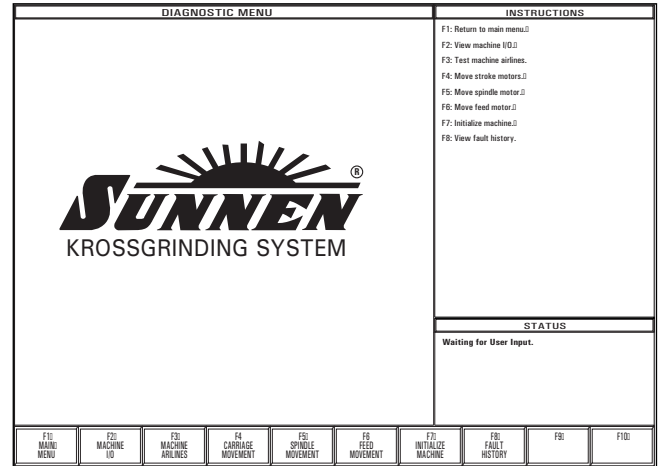 DIAGNOSTIC MENU
INSTRUCTIONS
F1: Return to main menu.▯
F2: View machine I/O.▯
F3: Test machine airlines.
F4: Move stroke motors.▯
F5: Move spindle motor.▯
F6: Move feed motor.▯
F7: Initialize machine.▯
F8: View fault history.
SUNNEN ®
KROSSGRINDING SYSTEM
STATUS
Waiting for User Input.
F1▯
MAIN▯
MENU
F2▯
MACHINE
I/O
F3▯
MACHINE
ARILINES
F4
CARRIAGE
MOVEMENT
F5▯
SPINDLE
MOVEMENT
F6
FEED
MOVEMENT
F7▯
INITIALIZE
MACHINE
F8▯
FAULT
HISTORY
F9▯
F10▯